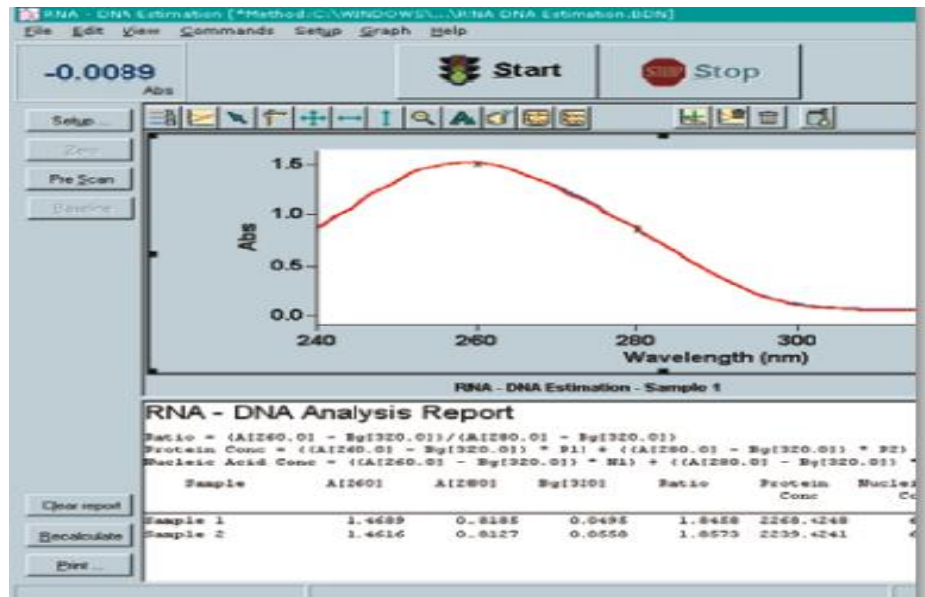 RNA - DNA Estimation [*Method:C:\WINDOWS\...\RNA DNA Estimation.BDN]
File Edit View Commands Setup Graph Help
-0.0089
Abs
Start
STOP Stop
Setup ...
Zero
Pre Scan
Baseline
Abs
1.5
1.0
0.5
0.0
240 260 280 300
Wavelength (nm)
RNA - DNA Estimation - Sample 1
RNA - DNA Analysis Report
Ratio = (A[260.0] - Bg[320.0])/(A[280.0] - Bg[320.0])
Protein Conc = ((A[260.0] - Bg[320.0]) * P1) + ((A[280.0] - Bg[320.0]) * P2)
Nucleic Acid Conc = ((A[260.0] - Bg[320.0]) * N1) + ((A[280.0] - Bg[320.0]) *
Sample A[260] A[280] Bg[320] Ratio Protein Conc
Sample 1 1.4689 0.8185 0.0495 1.8458 2268.4248
Sample 2 1.4616 0.8127 0.0558 1.8573 2239.4241
Clear report
Recalculate
Print ...